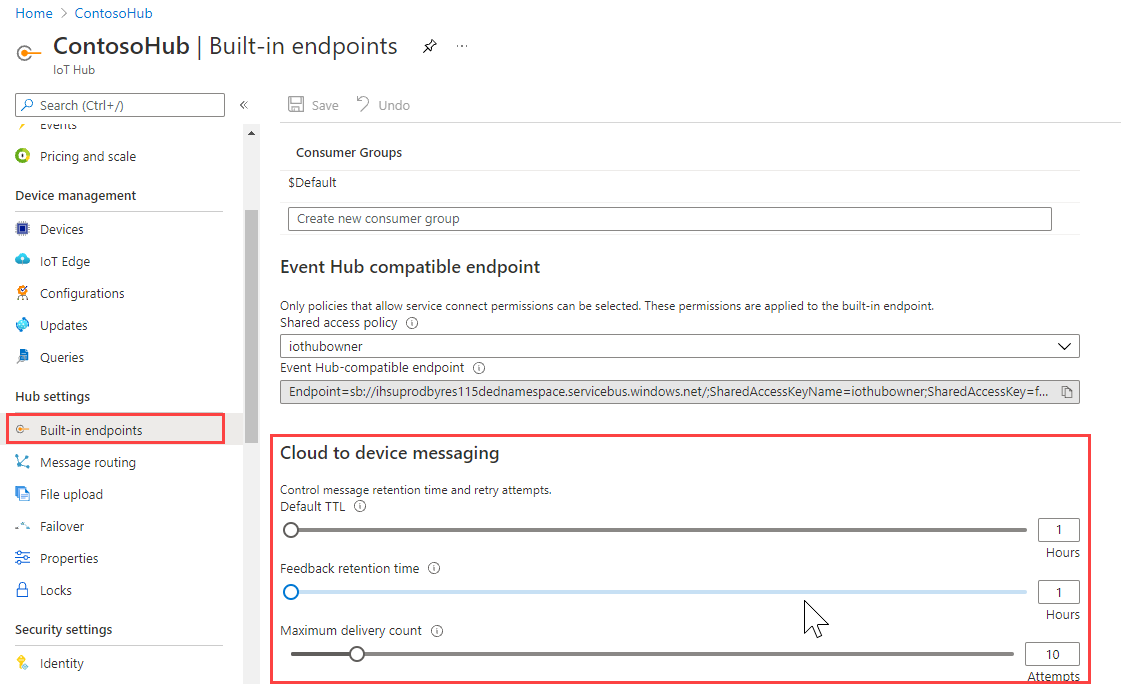 Home > ContosoHub
ContosoHub | Built-in endpoints
IoT Hub
Search (Ctrl+/)
Events
Pricing and scale
Device management
Devices
IoT Edge
Configurations
Updates
Queries
Hub settings
Built-in endpoints
Message routing
File upload
Failover
Properties
Locks
Security settings
Identity
Save Undo
Consumer Groups
$Default
Create new consumer group
Event Hub compatible endpoint
Only policies that allow service connect permissions can be selected. These permissions are applied to the built-in endpoint.
Shared access policy
iothubowner
Event Hub-compatible endpoint
Endpoint=sb://ihsuprodbyres115dednamespace.servicebus.windows.net/;SharedAccessKeyName=iothubowner;SharedAccessKey=f...
Cloud to device messaging
Control message retention time and retry attempts.
Default TTL
1
Hours
Feedback retention time
1
Hours
Maximum delivery count
10
Attempts